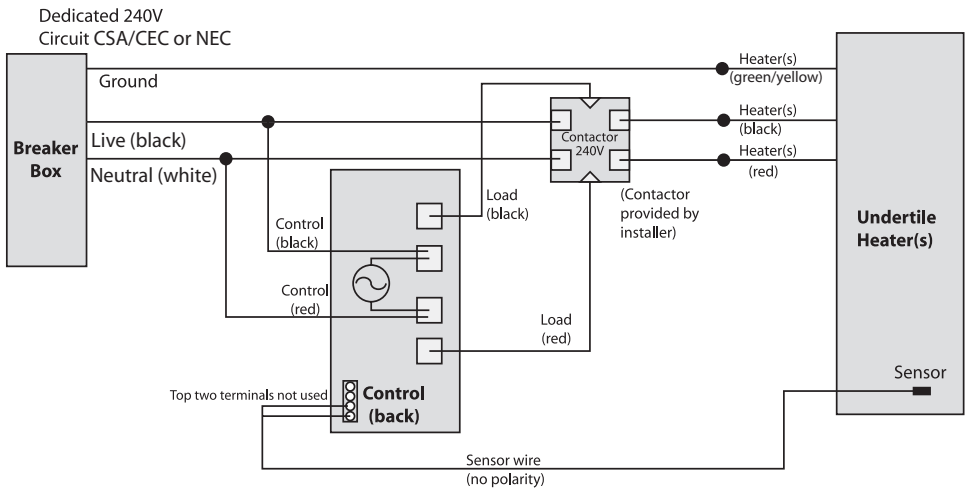 Dedicated 240V
Circuit CSA/CEC or NEC
Breaker
Box
Ground
Live (black)
Neutral (white)
Heater(s)
(green/yellow)
Heater(s)
(black)
Heater(s)
(red)
Contactor
240V
(Contactor
provided by
installer)
Load
(black)
Control
(black)
Control
(red)
Load
(red)
Undertile
Heater(s)
Sensor
Top two terminals not used
Control
(back)
Sensor wire
(no polarity)